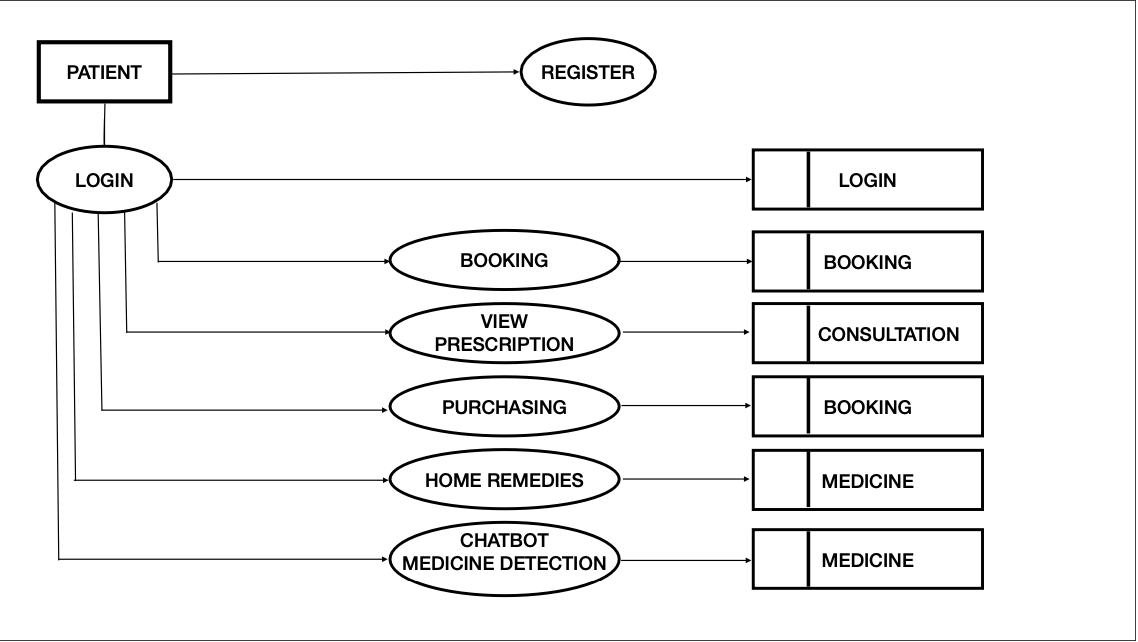 PATIENT
REGISTER
LOGIN
LOGIN
BOOKING
BOOKING
VIEW
PRESCRIPTION
CONSULTATION
PURCHASING
BOOKING
HOME REMEDIES
MEDICINE
CHATBOT
MEDICINE DETECTION
MEDICINE